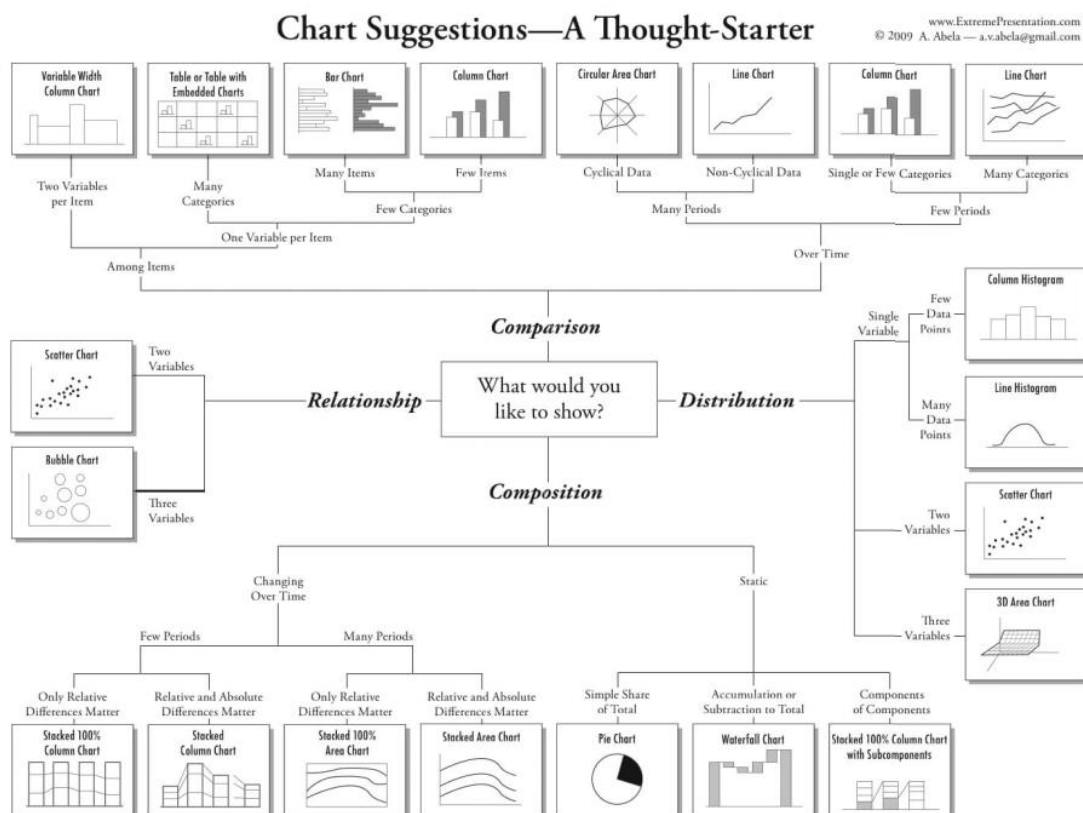 Chart Suggestions—A Thought-Starter
www.ExtremePresentation.com
© 2009 A. Abela — a.v.abela@gmail.com
Variable Width
Column Chart
Table or Table with
Embedded Charts
Bar Chart
Column Chart
Circular Area Chart
Line Chart
Column Chart
Line Chart
Two Variables
per Item
Many
Categories
Many Items
Few Items
Cyclical Data
Non-Cyclical Data
Single or Few Categories
Many Categories
Few Categories
Many Periods
Few Periods
One Variable per Item
Among Items
Over Time
Comparison
What would you
like to show?
Relationship
Two
Variables
Scatter Chart
Three
Variables
Bubble Chart
Distribution
Single
Variable
Few
Data
Points
Column Histogram
Many
Data
Points
Line Histogram
Two
Variables
Scatter Chart
Three
Variables
3D Area Chart
Composition
Changing
Over Time
Static
Few Periods
Many Periods
Only Relative
Differences Matter
Relative and Absolute
Differences Matter
Only Relative
Differences Matter
Relative and Absolute
Differences Matter
Simple Share
of Total
Accumulation or
Subtraction to Total
Components
of Components
Stacked 100%
Column Chart
Stacked
Column Chart
Stacked 100%
Area Chart
Stacked Area Chart
Pie Chart
Waterfall Chart
Stacked 100% Column Chart
with Subcomponents